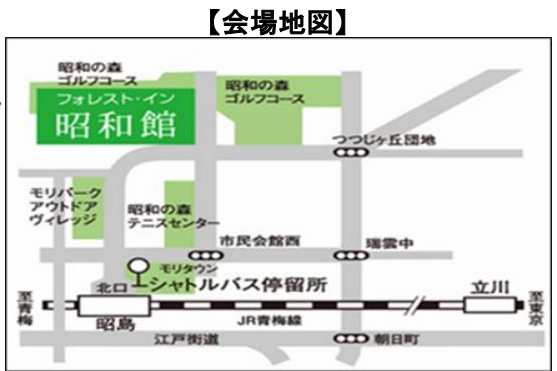 【会場地図】
昭和の森
ゴルフコース
フォレスト・イン
昭和館
昭和の森
ゴルフコース
つつじヶ丘団地
モリパーク
アウトドア
ヴィレッジ
昭和の森
テニスセンター
市民会館西
瑞雲中
モリタウン
北口
シャトルバス停留所
至青梅
昭島
JR青梅線
立川
至東京
江戸街道
朝日町